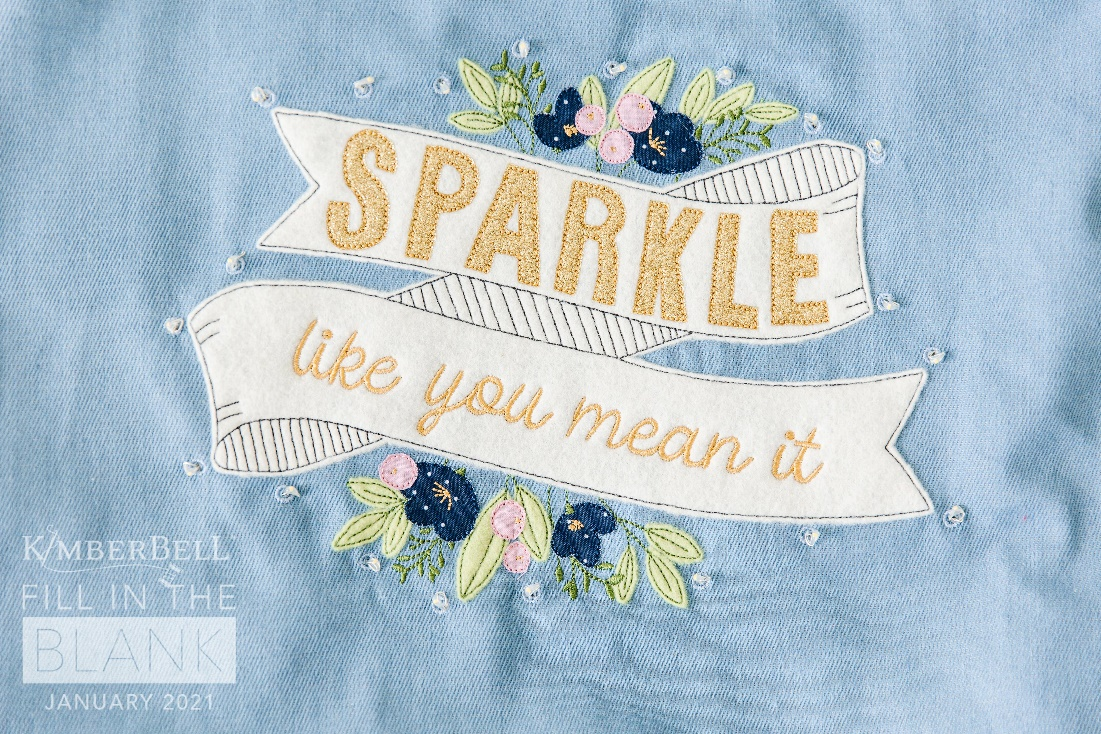 SPARKLE
like you mean it
KIMBERBELL
FILL IN THE
BLANK
JANUARY 2021